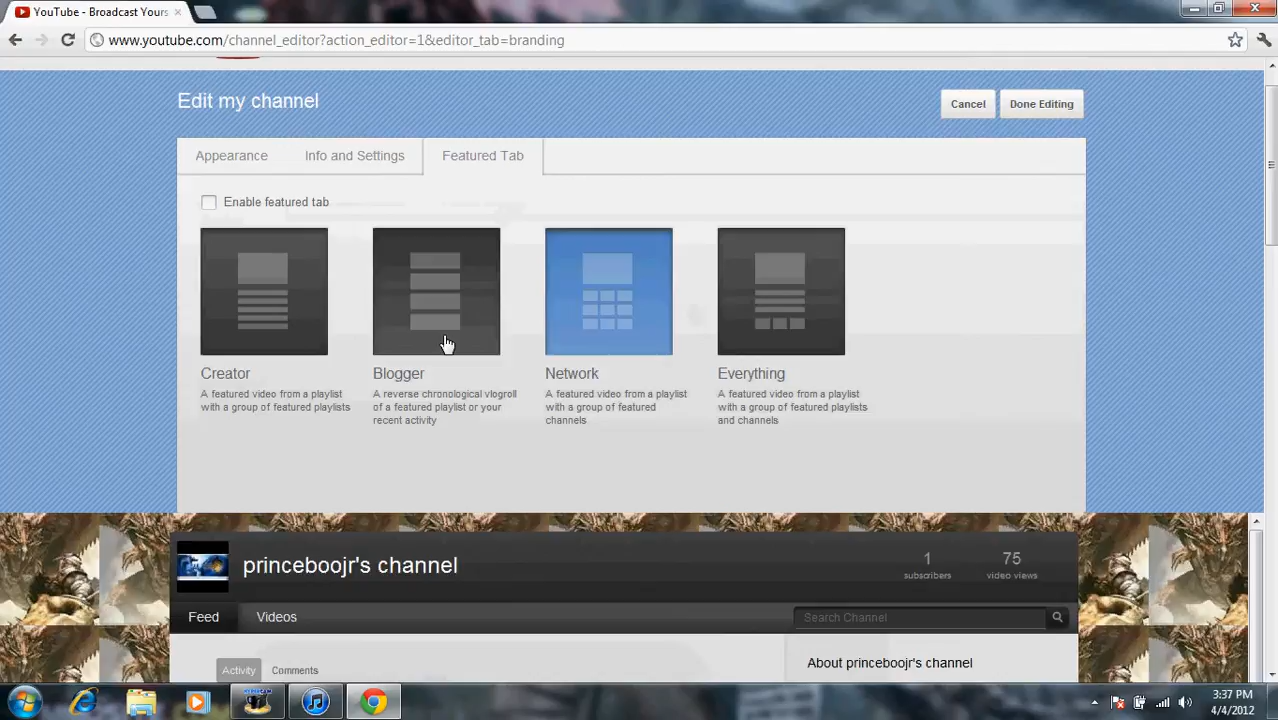 YouTube - Broadcast Yours
www.youtube.com/channel_editor?action_editor=1&editor_tab=branding
Edit my channel
Cancel
Done Editing
Appearance
Info and Settings
Featured Tab
Enable featured tab
Creator
A featured video from a playlist
with a group of featured playlists
Blogger
A reverse chronological vlogroll
of a featured playlist or your
recent activity
Network
A featured video from a playlist
with a group of featured
channels
Everything
A featured video from a playlist
with a group of featured playlists
and channels
princeboojr's channel
1
subscribers
75
video views
Feed
Videos
Search Channel
Activity
Comments
About princeboojr's channel
3:37 PM
4/4/2012